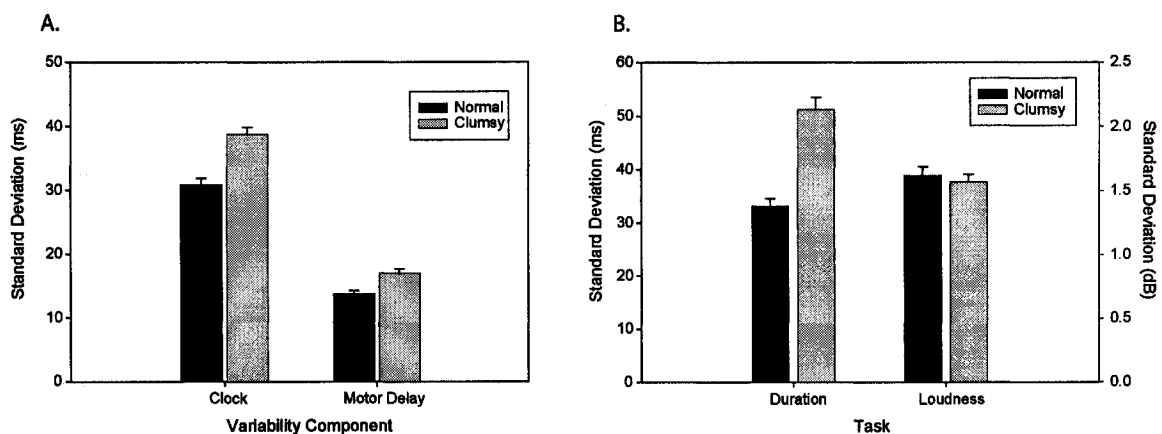 A.
Standard Deviation (ms)
50
40
30
20
10
0
Normal
Clumsy
Clock
Motor Delay
Variability Component
B.
Standard Deviation (ms)
60
50
40
30
20
10
0
Normal
Clumsy
2.5
2.0
1.5
1.0
0.5
0.0
Standard Deviation (dB)
Duration
Loudness
Task